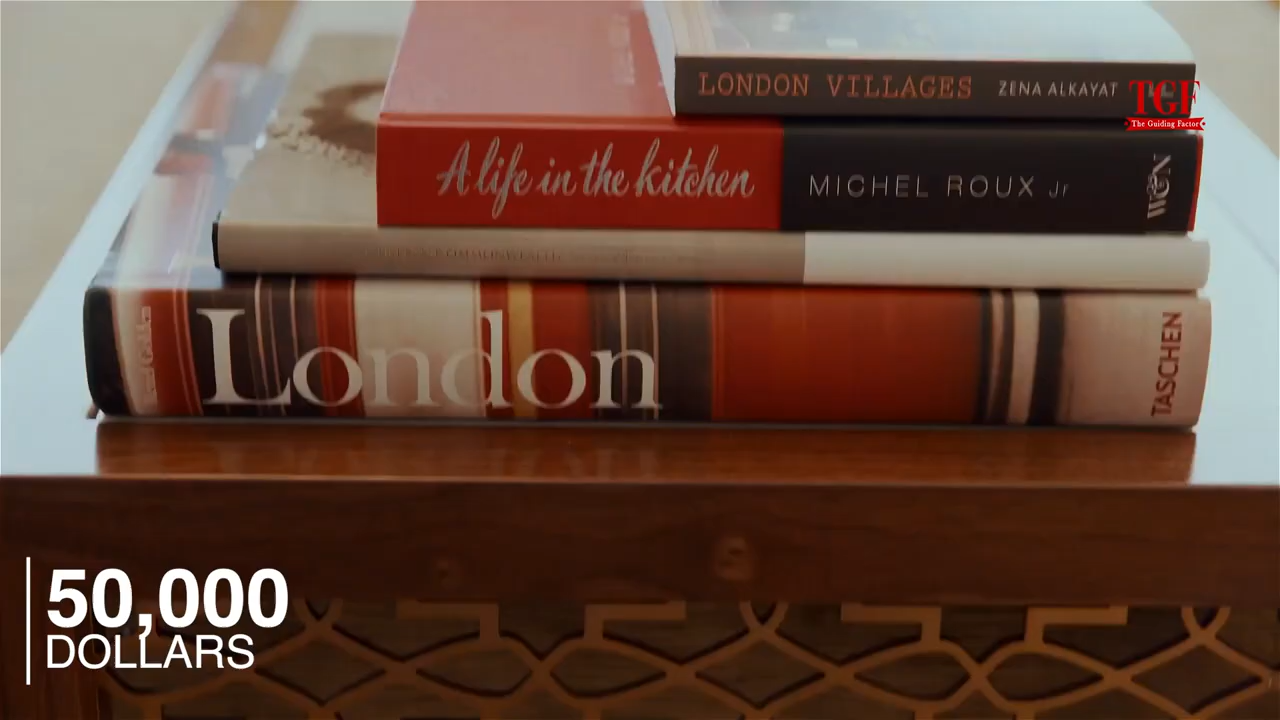 LONDON VILLAGES ZENA ALKAYAT
TGF
The Guiding Factor
A life in the kitchen MICHEL ROUX Jr
W&N
London TASCHEN
50,000
DOLLARS